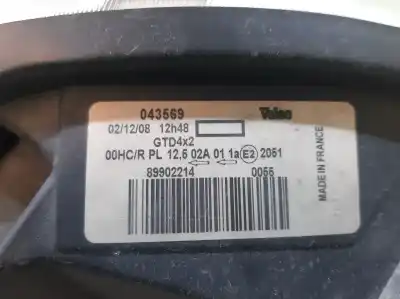 043569 Valeo
02/12/08 12h48
GTD4x2
00HC/R PL 12,5 02A 01 1a E2 2051
89902214 0055
MADE IN FRANCE